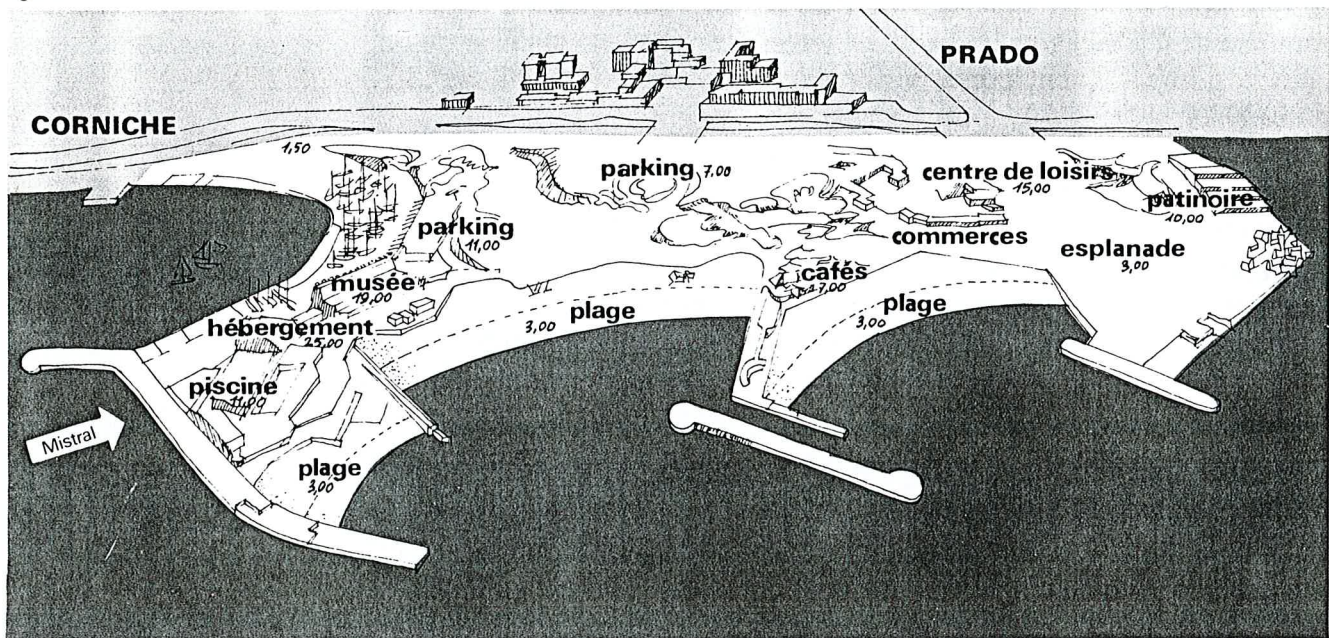 PRADO
CORNICHE
1,50
parking
7,00
centre de loisirs
15,00
patinoire
10,00
parking
11,00
commerces
esplanade
3,00
musée
19,00
cafés
27,00
plage
3,00
plage
3,00
hébergement
25,00
piscine
11,00
Mistral
plage
3,00